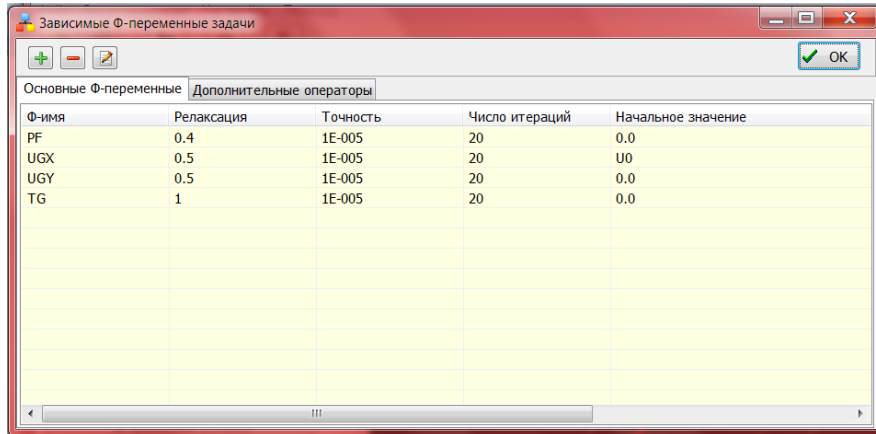 Зависимые Ф-переменные задачи
OK
Основные Ф-переменные Дополнительные операторы
Ф-имя Релаксация Точность Число итераций Начальное значение
PF 0.4 1E-005 20 0.0
UGX 0.5 1E-005 20 U0
UGY 0.5 1E-005 20 0.0
TG 1 1E-005 20 0.0